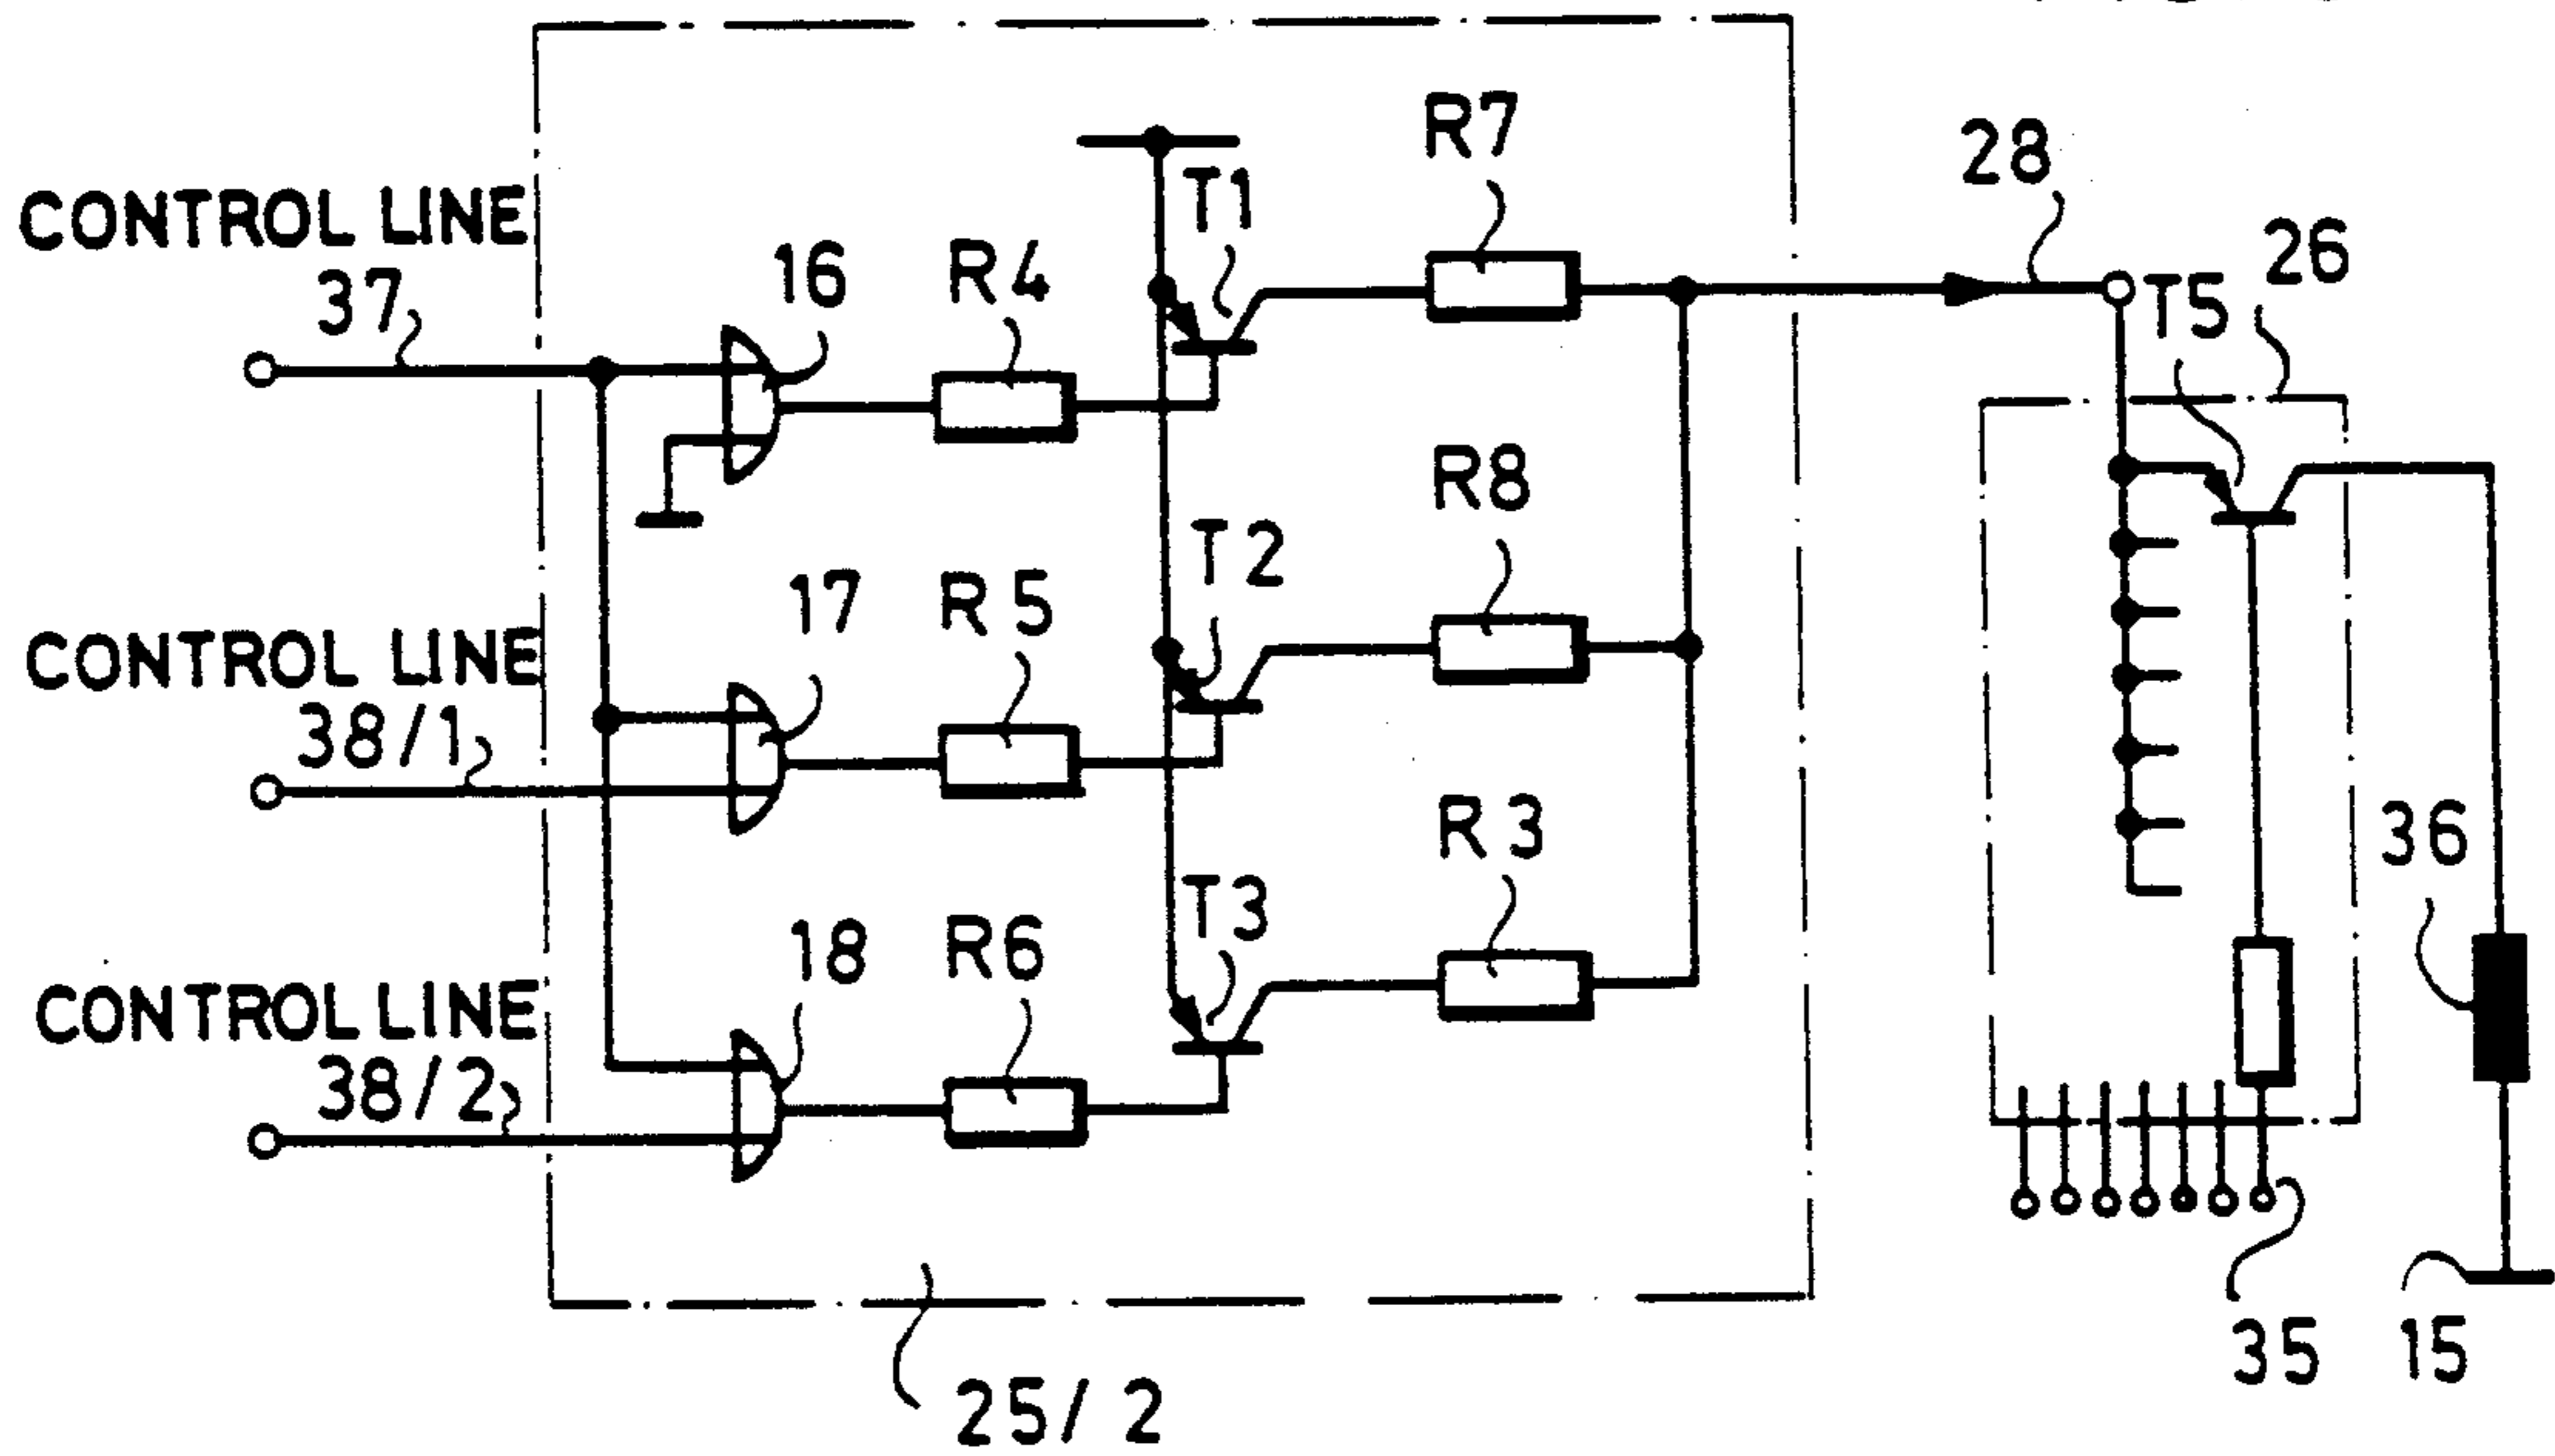 CONTROL LINE
37
16
R4
T1
R7
28
26
T5
CONTROL LINE
38/1
17
R5
T2
R8
CONTROL LINE
38/2
18
R6
T3
R3
36
35
15
25/2